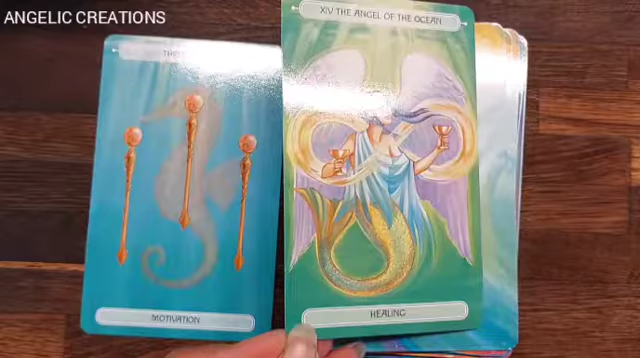 ANGELIC CREATIONS
XIV THE ANGEL OF THE OCEAN
MOTIVATION
HEALING